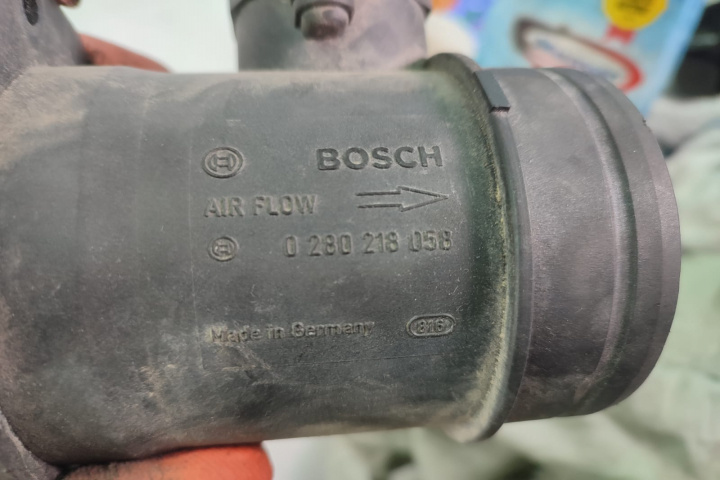 BOSCH
AIR FLOW
0 280 218 058
Made in Germany 816